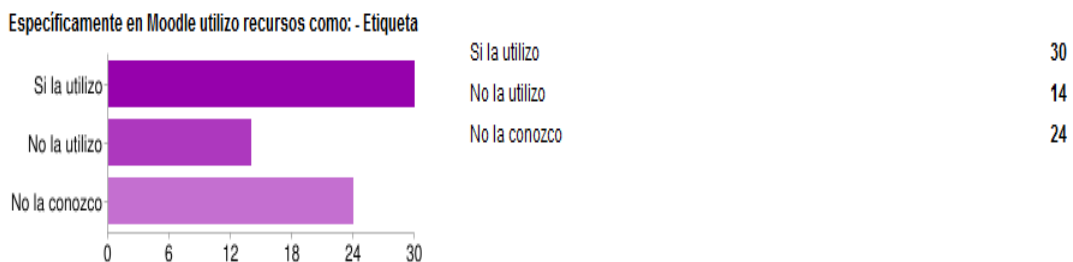 Específicamente en Moodle utilizo recursos como: - Etiqueta
Si la utilizo
No la utilizo
No la conozco
0 6 12 18 24 30
Si la utilizo 30
No la utilizo 14
No la conozco 24